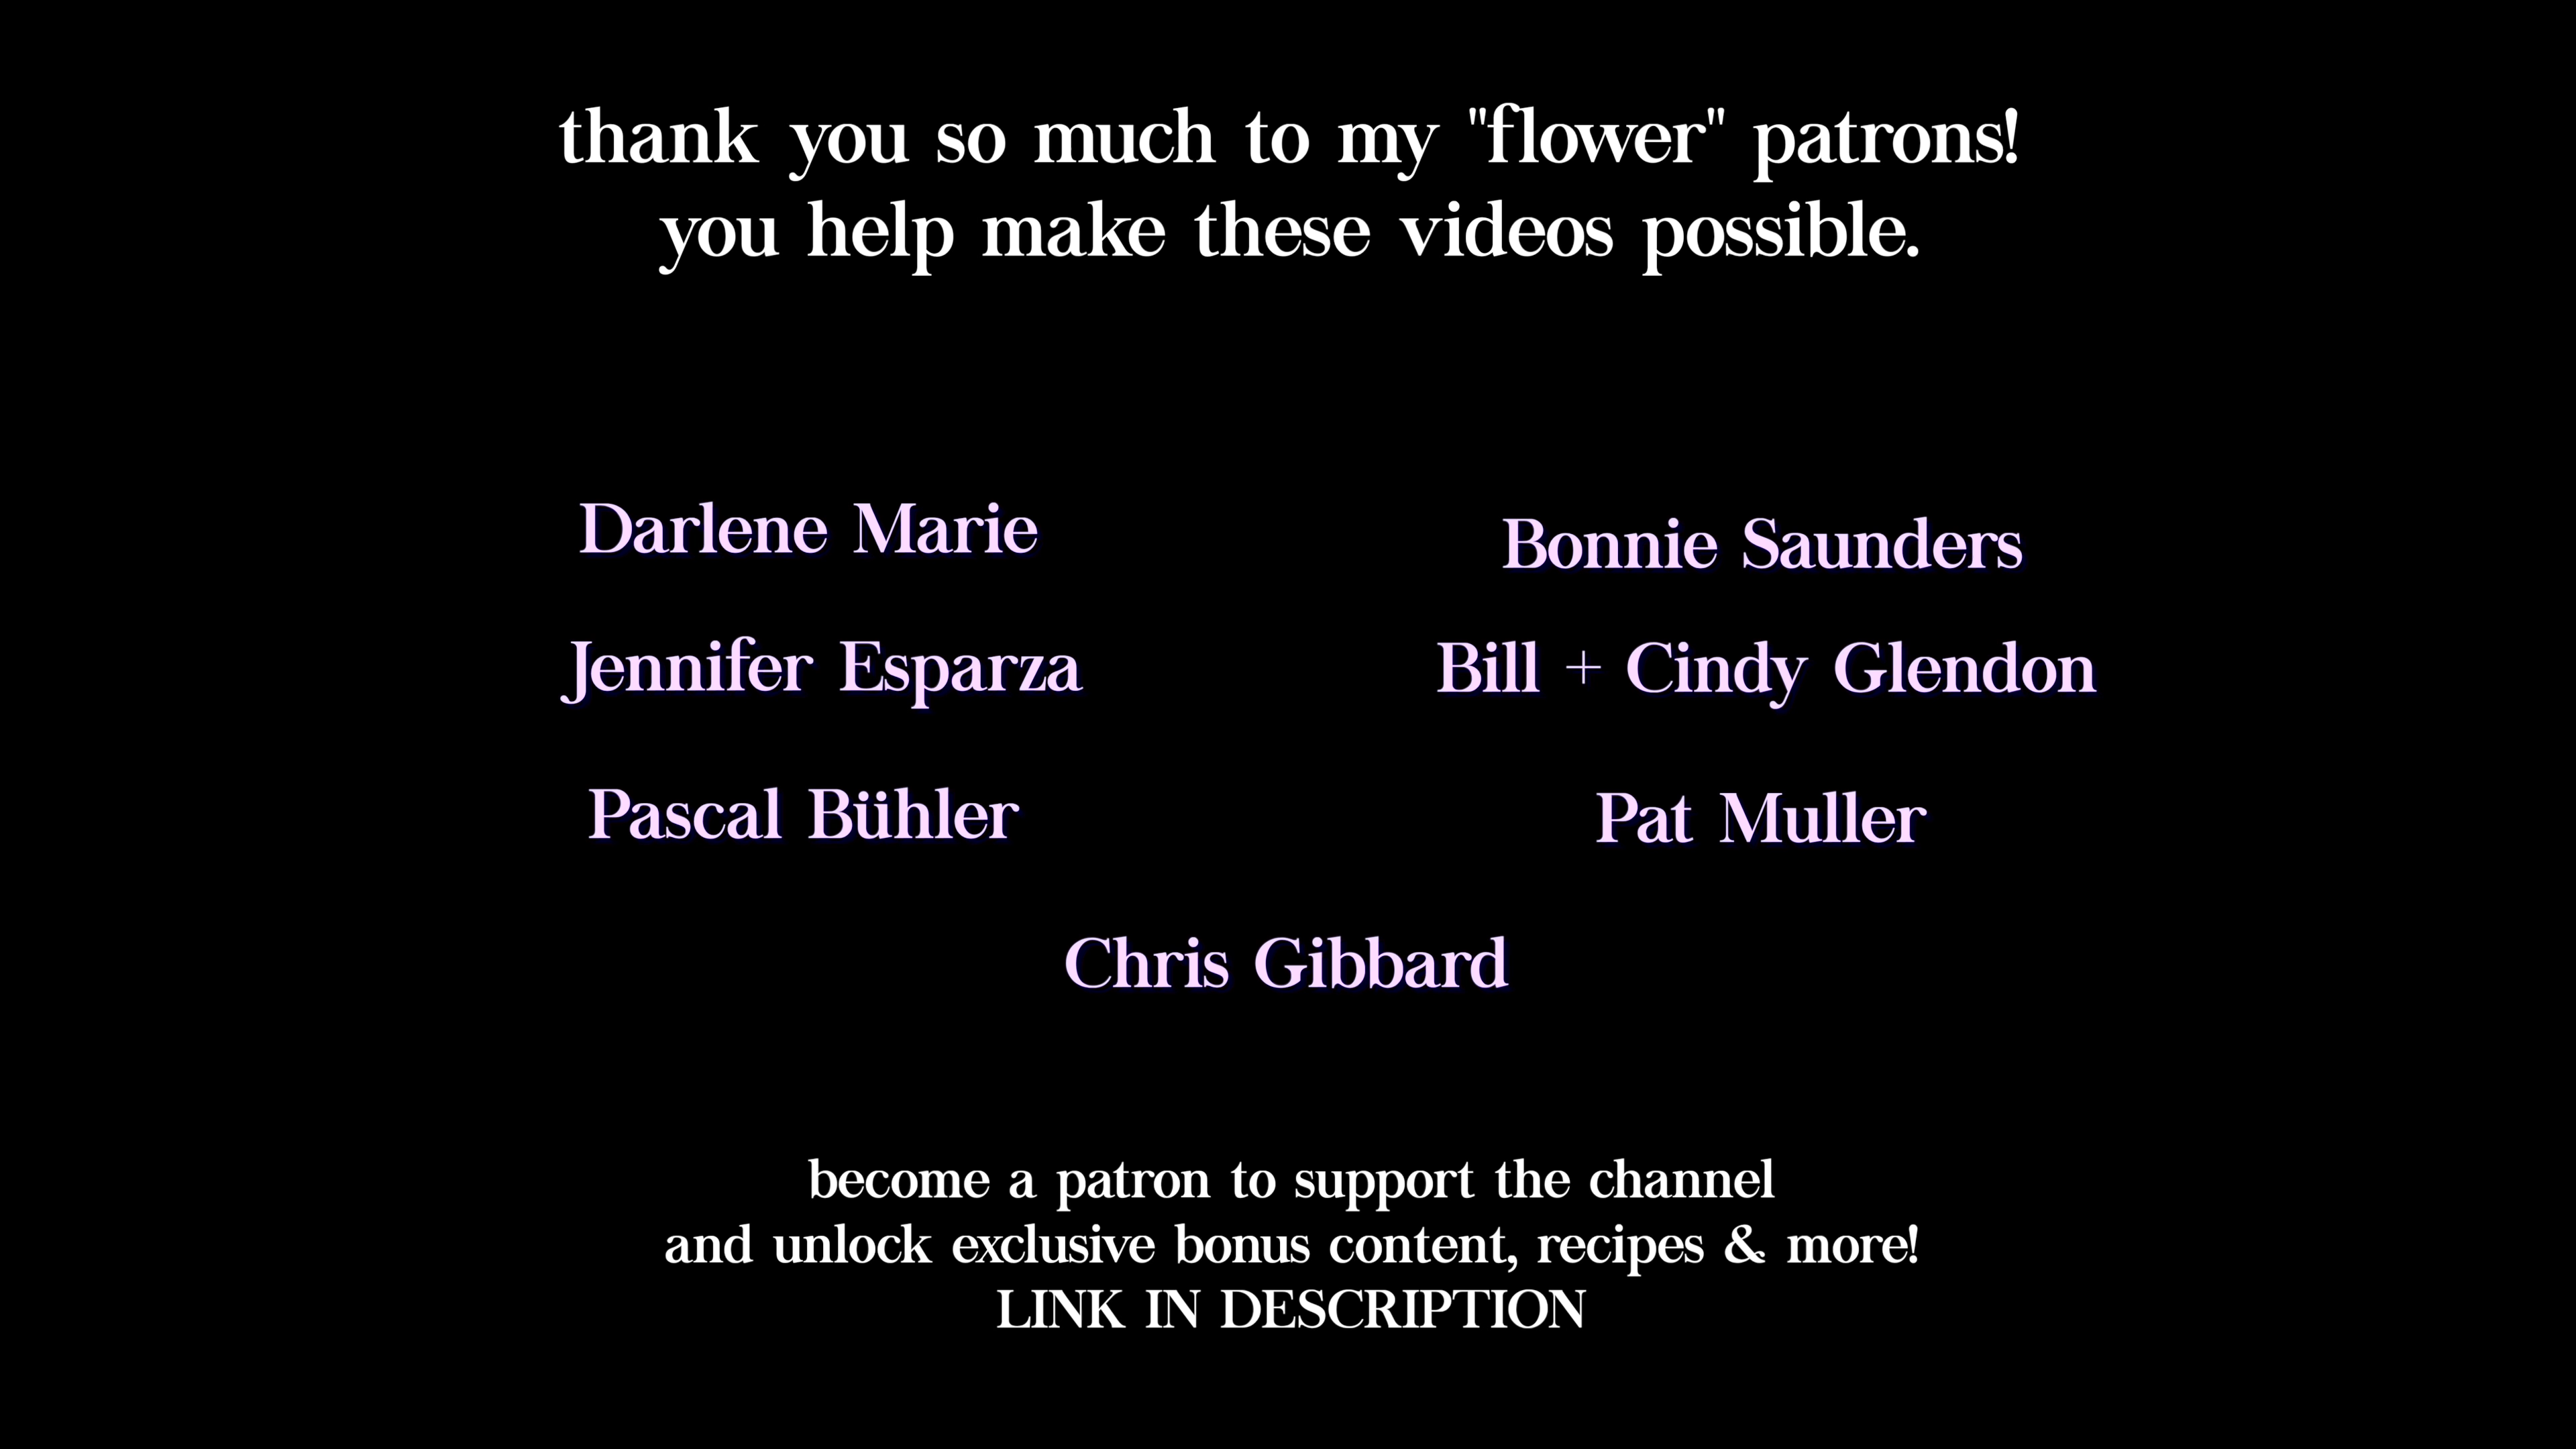 thank you so much to my "flower" patrons!
you help make these videos possible.
Darlene Marie
Bonnie Saunders
Jennifer Esparza
Bill + Cindy Glendon
Pascal Bühler
Pat Muller
Chris Gibbard
become a patron to support the channel
and unlock exclusive bonus content, recipes & more!
LINK IN DESCRIPTION